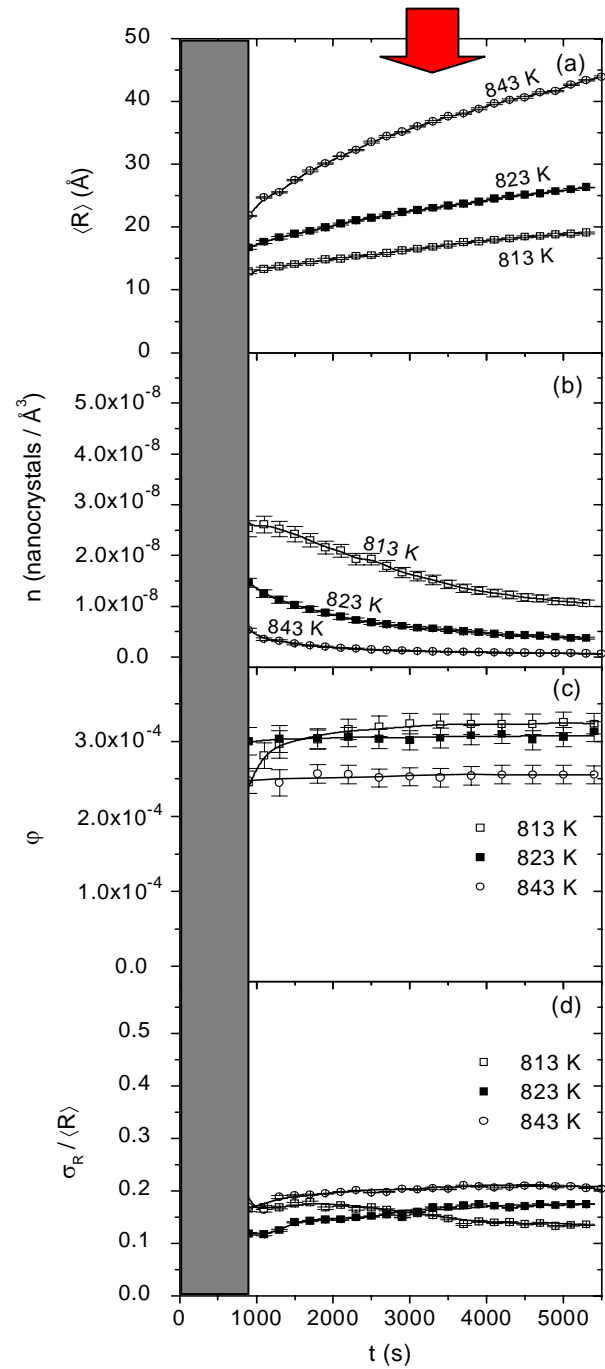 50
40
30
20
10
0
⟨R⟩ (Å)
(a)
843 K
823 K
813 K
5.0x10⁻⁸
4.0x10⁻⁸
3.0x10⁻⁸
2.0x10⁻⁸
1.0x10⁻⁸
0.0
n (nanocrystals / Å³)
(b)
813 K
823 K
843 K
3.0x10⁻⁴
2.0x10⁻⁴
1.0x10⁻⁴
0.0
φ
(c)
813 K
823 K
843 K
0.5
0.4
0.3
0.2
0.1
0.0
σ_R / ⟨R⟩
(d)
813 K
823 K
843 K
0 1000 2000 3000 4000 5000
t (s)